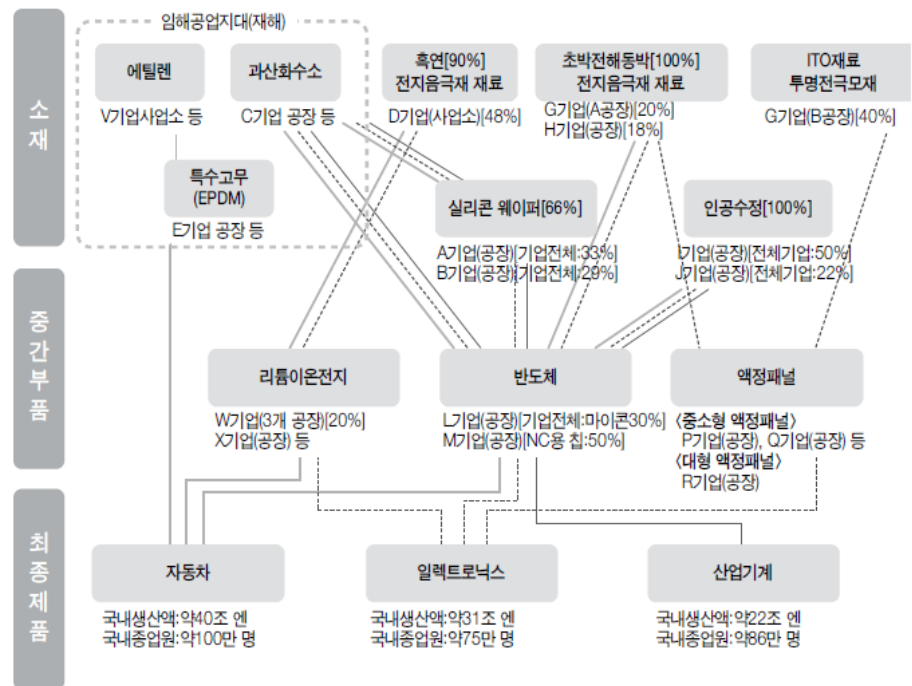 임해공업지대(재해)
소재
에틸렌
V기업사업소 등
과산화수소
C기업 공장 등
흑연[90%]
전지음극재 재료
D기업(사업소)[48%]
초박전해동박[100%]
전지음극재 재료
G기업(A공장)[20%]
H기업(공장)[18%]
ITO재료
투명전극모재
G기업(B공장)[40%]
특수고무
(EPDM)
E기업 공장 등
실리콘 웨이퍼[66%]
A기업(공장)[기업전체:33%]
B기업(공장)[기업전체:29%]
인공수정[100%]
I기업(공장)[전체기업:50%]
J기업(공장)[전체기업:22%]
중간부품
리튬이온전지
W기업(3개 공장)[20%]
X기업(공장) 등
반도체
L기업(공장)[기업전체:마이콘30%]
M기업(공장)[NC용 칩:50%]
액정패널
〈중소형 액정패널〉
P기업(공장), Q기업(공장) 등
〈대형 액정패널〉
R기업(공장)
최종제품
자동차
국내생산액:약40조 엔
국내종업원:약100만 명
일렉트로닉스
국내생산액:약31조 엔
국내종업원:약75만 명
산업기계
국내생산액:약22조 엔
국내종업원:약86만 명